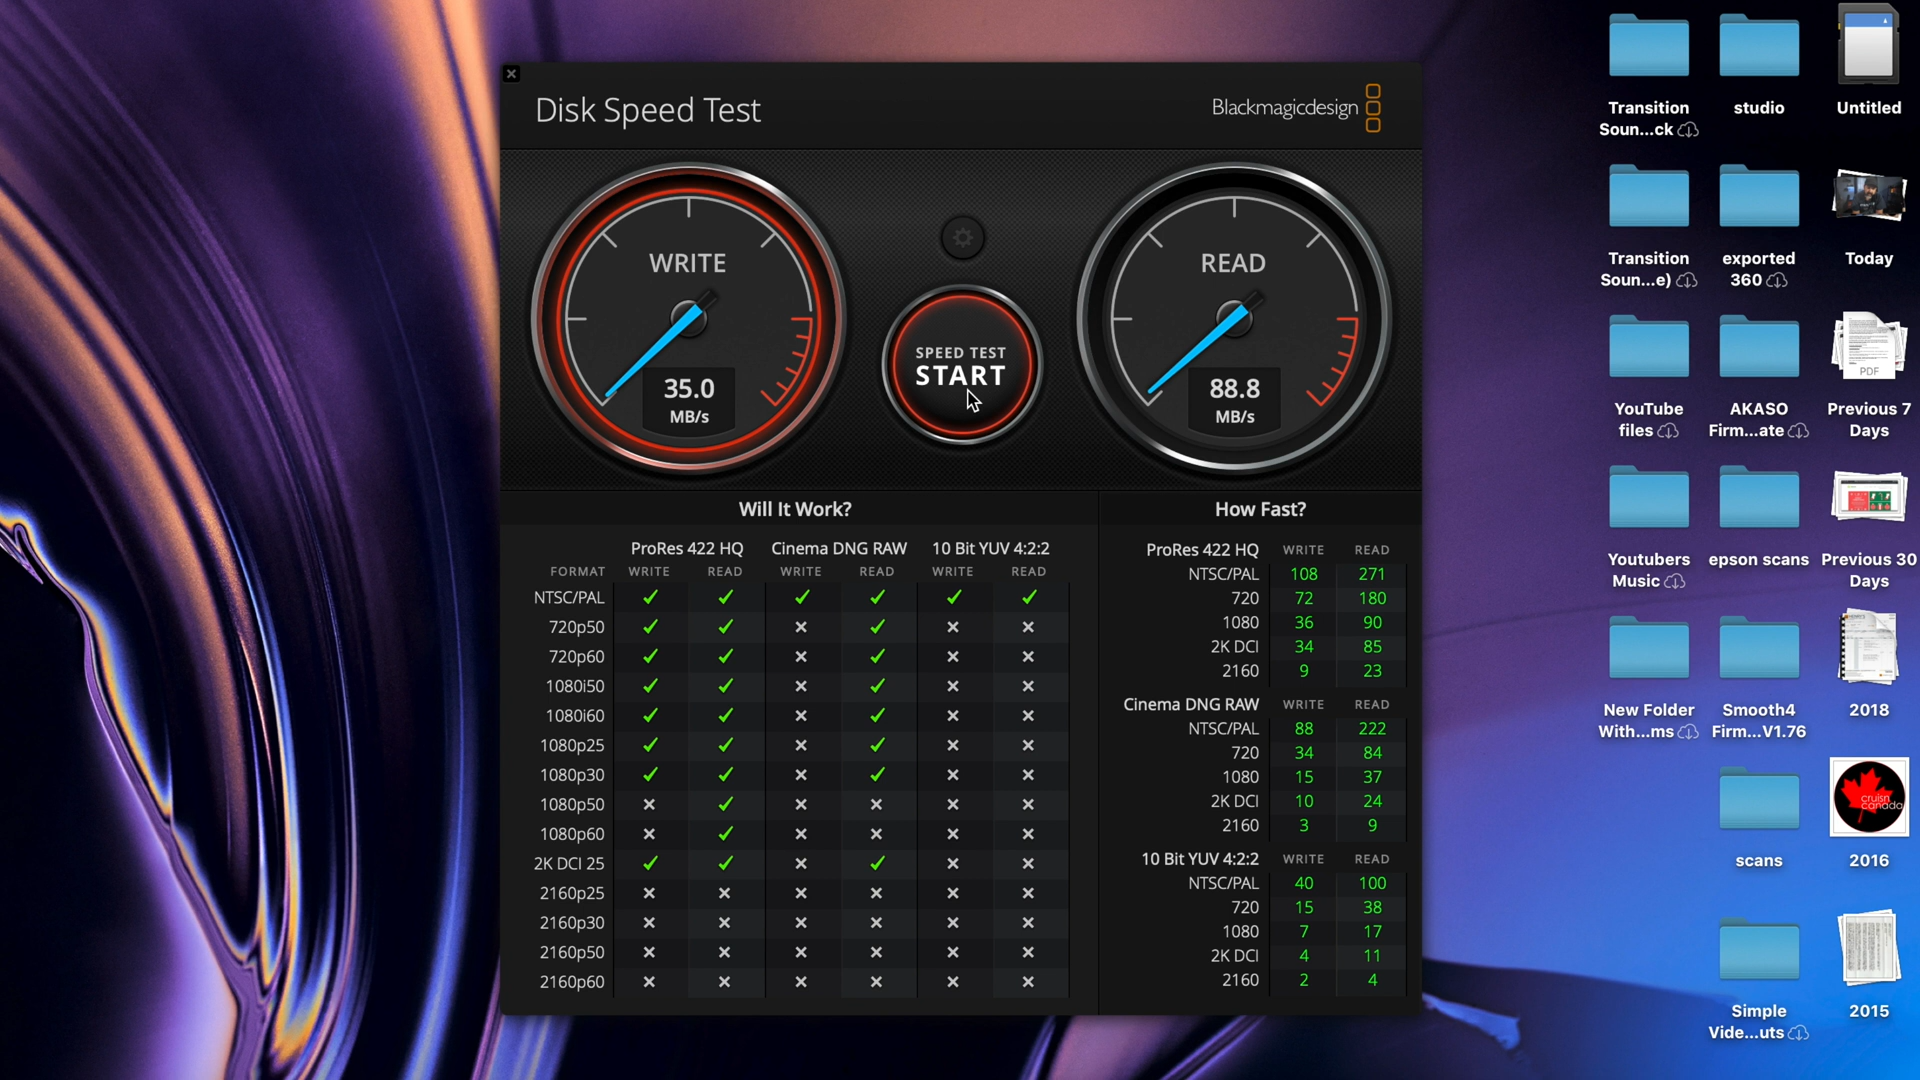 Disk Speed Test
Blackmagicdesign
WRITE
35.0
MB/s
SPEED TEST
START
READ
88.8
MB/s
Will It Work?
ProRes 422 HQ Cinema DNG RAW 10 Bit YUV 4:2:2
FORMAT WRITE READ WRITE READ WRITE READ
NTSC/PAL ✓ ✓ ✓ ✓ ✓ ✓
720p50 ✓ ✓ × ✓ × ×
720p60 ✓ ✓ × ✓ × ×
1080i50 ✓ ✓ × ✓ × ×
1080i60 ✓ ✓ × ✓ × ×
1080p25 ✓ ✓ × ✓ × ×
1080p30 ✓ ✓ × ✓ × ×
1080p50 × ✓ × × × ×
1080p60 × ✓ × × × ×
2K DCI 25 ✓ ✓ × ✓ × ×
2160p25 × × × × × ×
2160p30 × × × × × ×
2160p50 × × × × × ×
2160p60 × × × × × ×
How Fast?
ProRes 422 HQ WRITE READ
NTSC/PAL 108 271
720 72 180
1080 36 90
2K DCI 34 85
2160 9 23
Cinema DNG RAW WRITE READ
NTSC/PAL 88 222
720 34 84
1080 15 37
2K DCI 10 24
2160 3 9
10 Bit YUV 4:2:2 WRITE READ
NTSC/PAL 40 100
720 15 38
1080 7 17
2K DCI 4 11
2160 2 4
Transition
Soun...ck
studio
Untitled
Transition
Soun...e)
exported
360
Today
YouTube
files
AKASO
Firm...ate
PDF
Previous 7
Days
Youtubers
Music
epson scans
Previous 30
Days
New Folder
With...ms
Smooth4
Firm...V1.76
2018
scans
cruisn
canada
2016
Simple
Vide...uts
2015